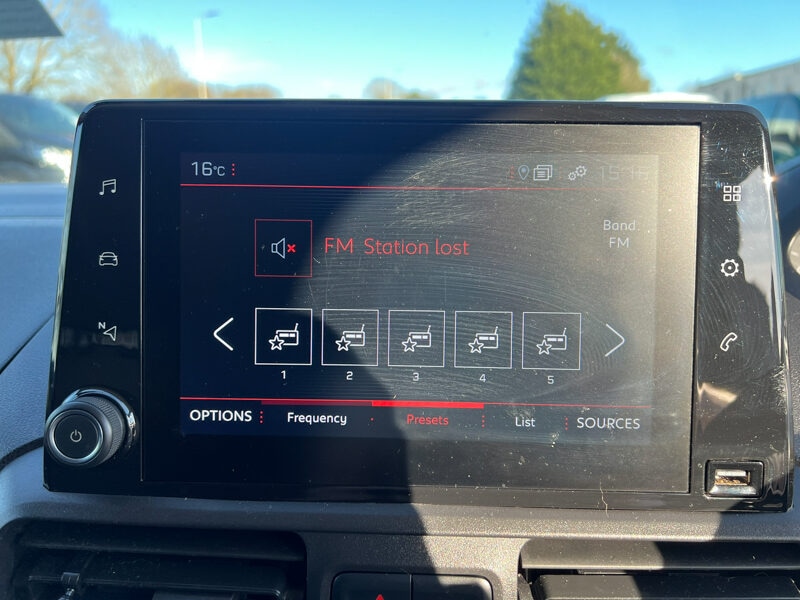 16°C
FM Station lost
Band
FM
1 2 3 4 5
OPTIONS Frequency Presets List SOURCES
N